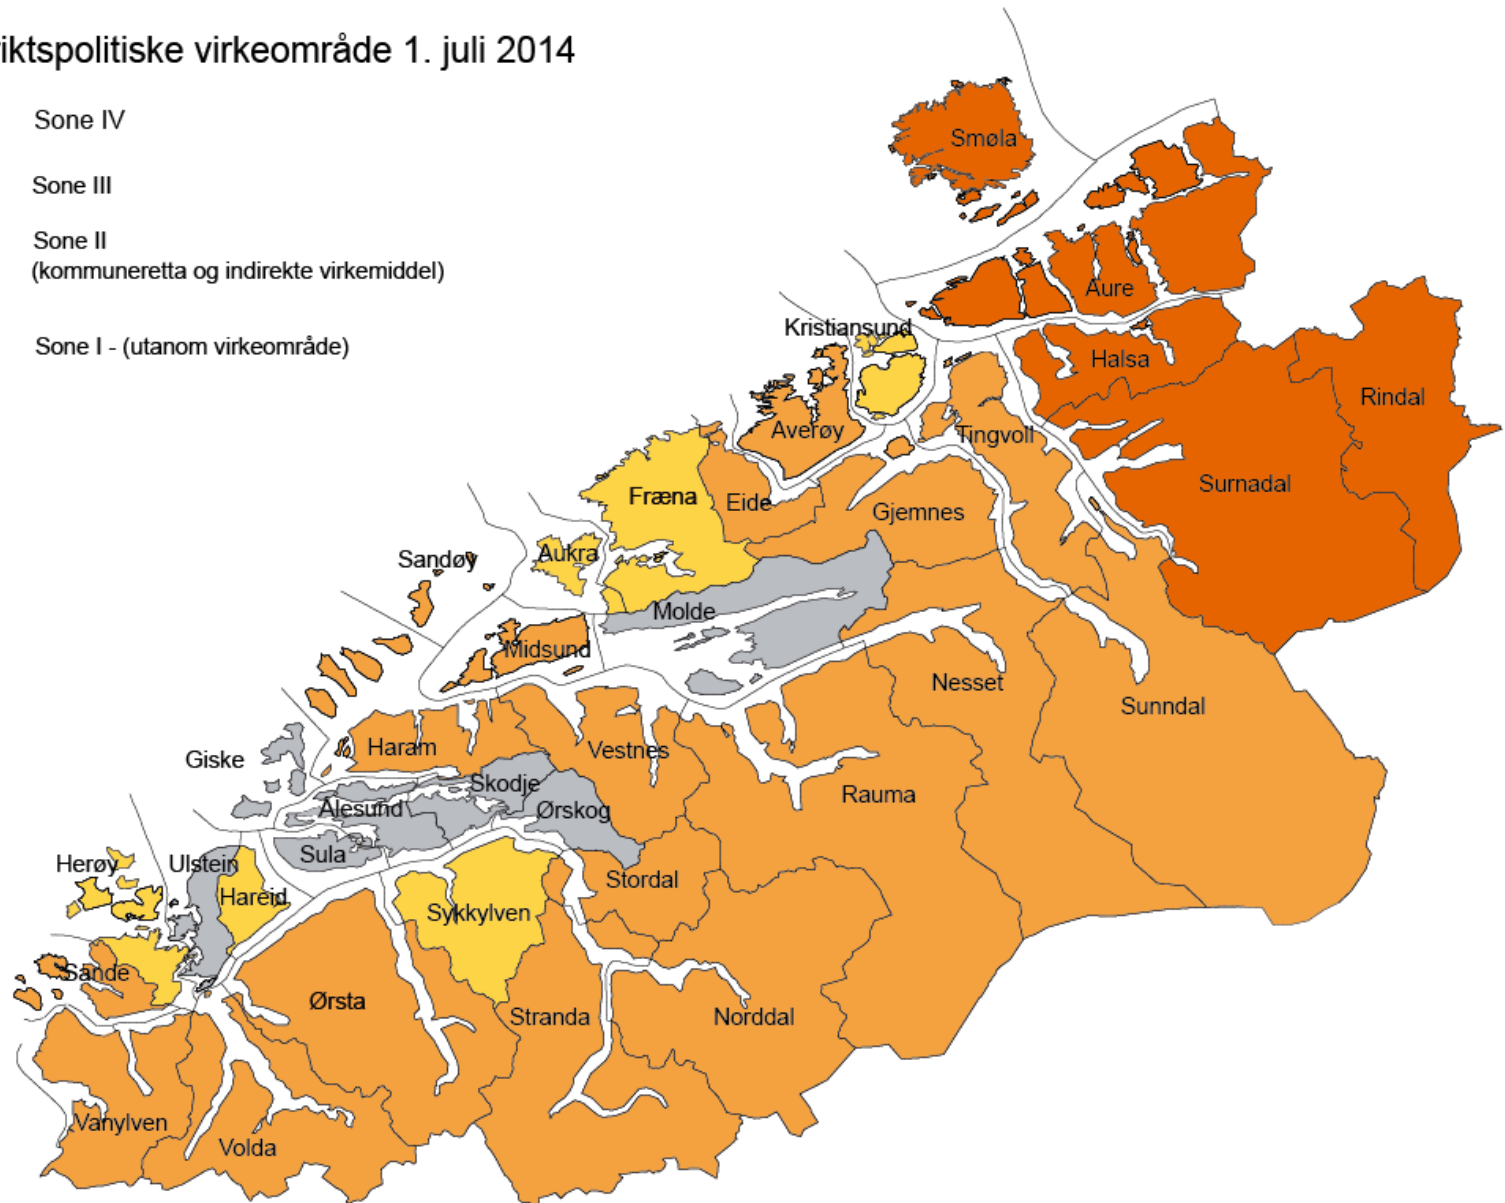 iktspolitiske virkeområde 1. juli 2014
Sone IV
Sone III
Sone II
(kommuneretta og indirekte virkemiddel)
Sone I - (utanom virkeområde)
Smøla
Aure
Kristiansund
Halsa
Rindal
Averøy
Tingvoll
Surnadal
Fræna
Eide
Gjemnes
Sandøy
Aukra
Molde
Midsund
Nesset
Sunndal
Giske
Haram
Vestnes
Skodje
Rauma
Ålesund
Ørskog
Herøy
Ulstein
Sula
Stordal
Hareid
Sykkylven
Sande
Ørsta
Stranda
Norddal
Vanylven
Volda